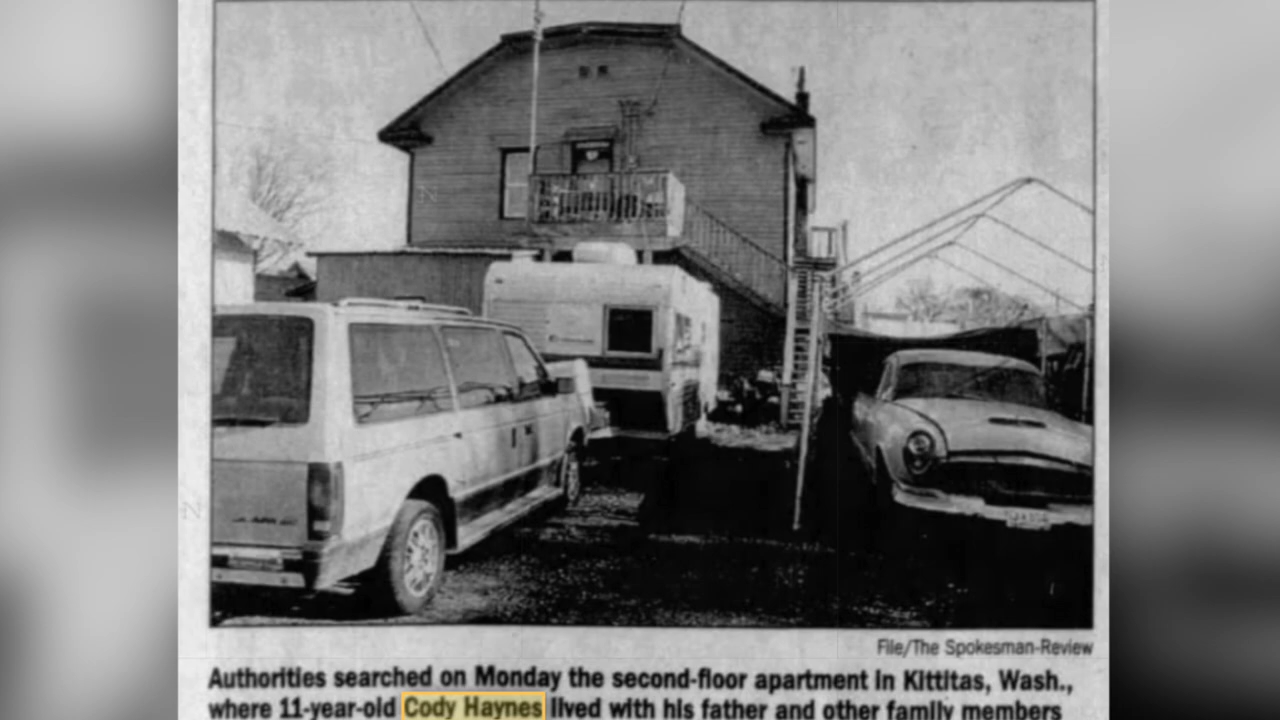 File/The Spokesman-Review
Authorities searched on Monday the second-floor apartment in Kittitas, Wash.,
where 11-year-old Cody Haynes lived with his father and other family members